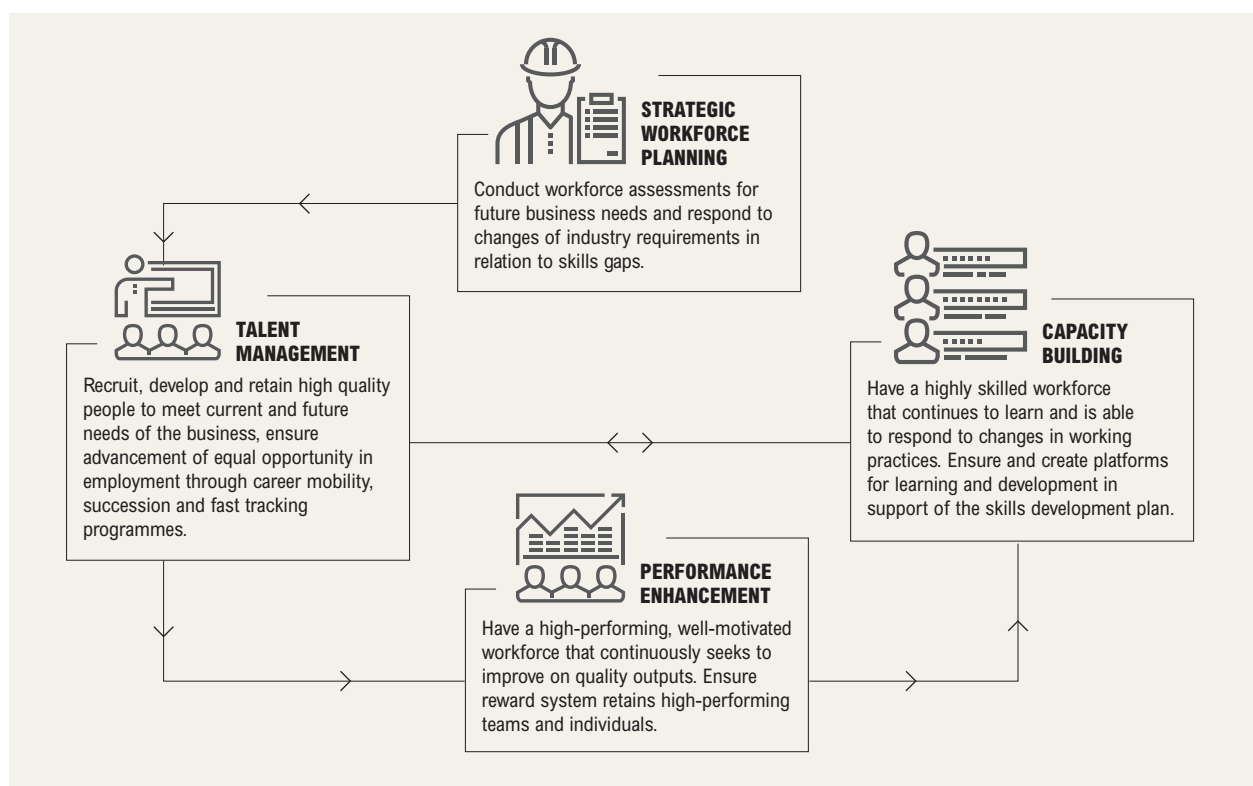 STRATEGIC
WORKFORCE
PLANNING
Conduct workforce assessments for
future business needs and respond to
changes of industry requirements in
relation to skills gaps.
TALENT
MANAGEMENT
Recruit, develop and retain high quality
people to meet current and future
needs of the business, ensure
advancement of equal opportunity in
employment through career mobility,
succession and fast tracking
programmes.
CAPACITY
BUILDING
Have a highly skilled workforce
that continues to learn and is able
to respond to changes in working
practices. Ensure and create platforms
for learning and development in
support of the skills development plan.
PERFORMANCE
ENHANCEMENT
Have a high-performing, well-motivated
workforce that continuously seeks to
improve on quality outputs. Ensure
reward system retains high-performing
teams and individuals.